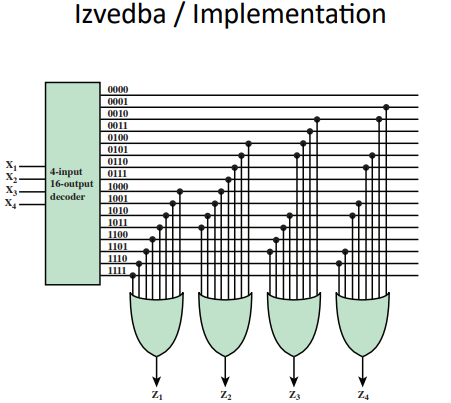 Izvedba / Implementation
0000
0001
0010
0011
0100
0101
0110
0111
1000
1001
1010
1011
1100
1101
1110
1111
X1
X2
X3
X4
4-input
16-output
decoder
Z1 Z2 Z3 Z4